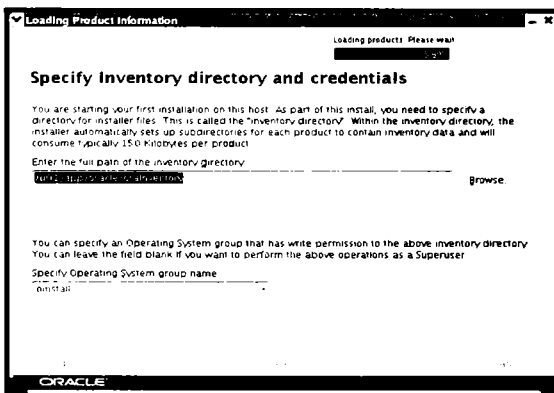 Loading Product Information
Loading products. Please wait
Specify Inventory directory and credentials
You are starting your first installation on this host. As part of this install, you need to specify a
directory for installer files. This is called the "inventory directory". Within the inventory directory, the
installer automatically sets up subdirectories for each product to contain inventory data and will
consume typically 150 Kilobytes per product.
Enter the full path of the inventory directory
Browse.
You can specify an Operating System group that has write permission to the above inventory directory
You can leave the field blank if you want to perform the above operations as a Superuser
Specify Operating System group name
oinstall
ORACLE